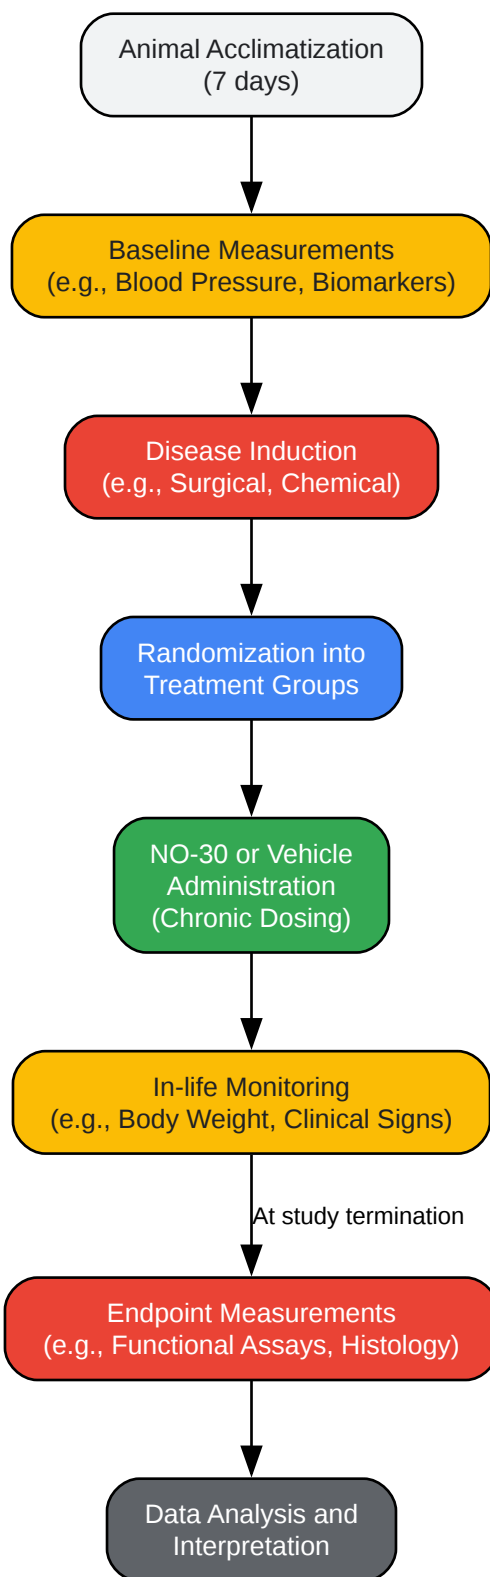 Animal Acclimatization
(7 days)
Baseline Measurements
(e.g., Blood Pressure, Biomarkers)
Disease Induction
(e.g., Surgical, Chemical)
Randomization into
Treatment Groups
NO-30 or Vehicle
Administration
(Chronic Dosing)
In-life Monitoring
(e.g., Body Weight, Clinical Signs)
At study termination
Endpoint Measurements
(e.g., Functional Assays, Histology)
Data Analysis and
Interpretation